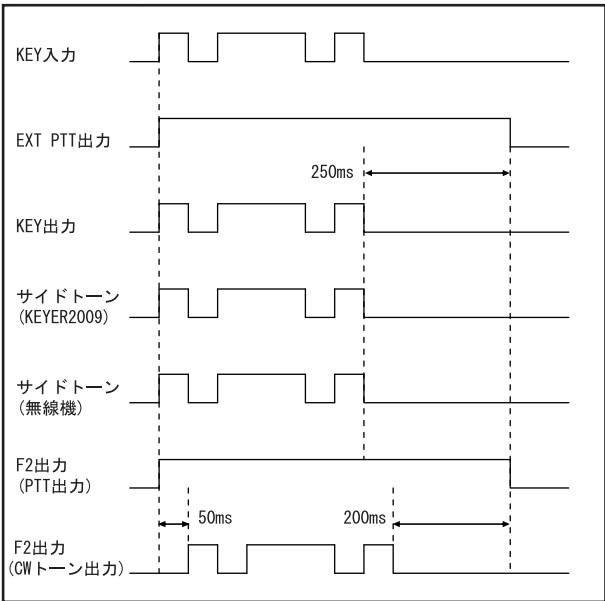 KEY入力
EXT PTT出力
250ms
KEY出力
サイドトーン
(KEYER2009)
サイドトーン
(無線機)
F2出力
(PTT出力)
50ms
200ms
F2出力
(CWトーン出力)